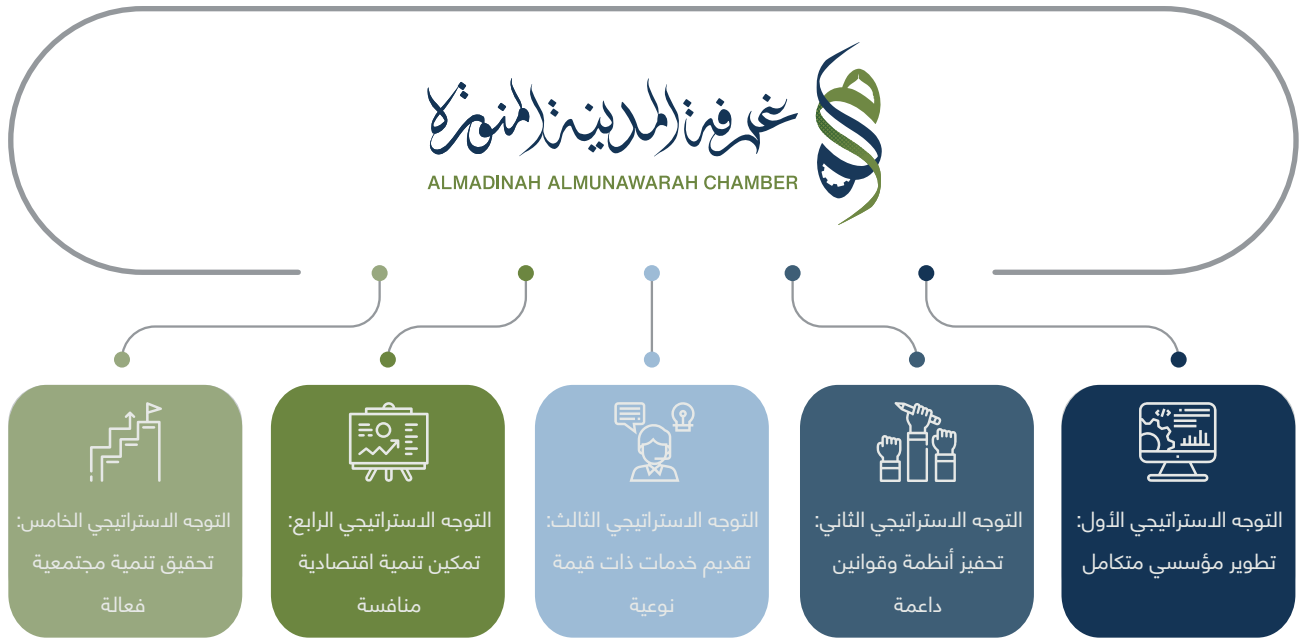 غرفة المدينة المنورة
ALMADINAH ALMUNAWARAH CHAMBER
التوجه الاستراتيجي الأول:
تطوير مؤسسي متكامل
التوجه الاستراتيجي الثاني:
تحفيز أنظمة وقوانين
داعمة
التوجه الاستراتيجي الثالث:
تقديم خدمات ذات قيمة
نوعية
التوجه الاستراتيجي الرابع:
تمكين تنمية اقتصادية
منافسة
التوجه الاستراتيجي الخامس:
تحقيق تنمية مجتمعية
فعالة